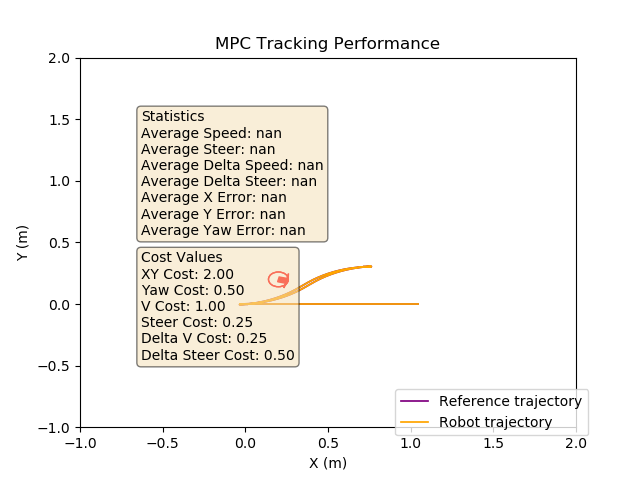 MPC Tracking Performance
2.0
1.5
1.0
0.5
0.0
−0.5
−1.0
Y (m)
Statistics
Average Speed: nan
Average Steer: nan
Average Delta Speed: nan
Average Delta Steer: nan
Average X Error: nan
Average Y Error: nan
Average Yaw Error: nan
Cost Values
XY Cost: 2.00
Yaw Cost: 0.50
V Cost: 1.00
Steer Cost: 0.25
Delta V Cost: 0.25
Delta Steer Cost: 0.50
Reference trajectory
Robot trajectory
−1.0 −0.5 0.0 0.5 1.0 1.5 2.0
X (m)